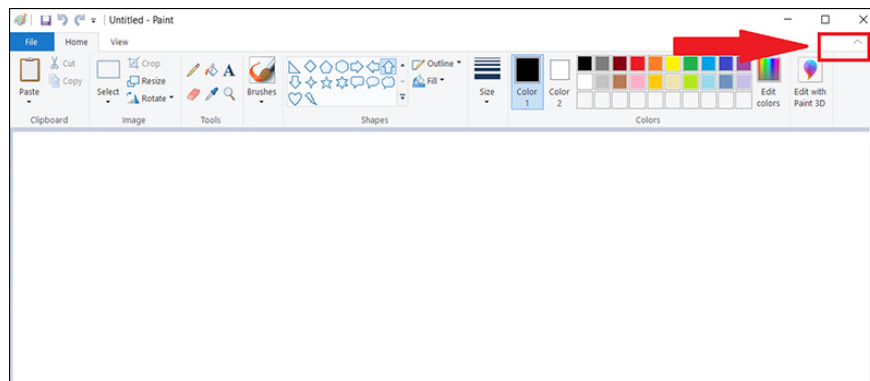 Untitled - Paint
File Home View
Cut
Copy
Paste
Clipboard
Crop
Resize
Rotate
Select
Image
A
Tools
Brushes
Outline
Fill
Shapes
Size
Color 1
Color 2
Edit colors
Colors
Edit with Paint 3D